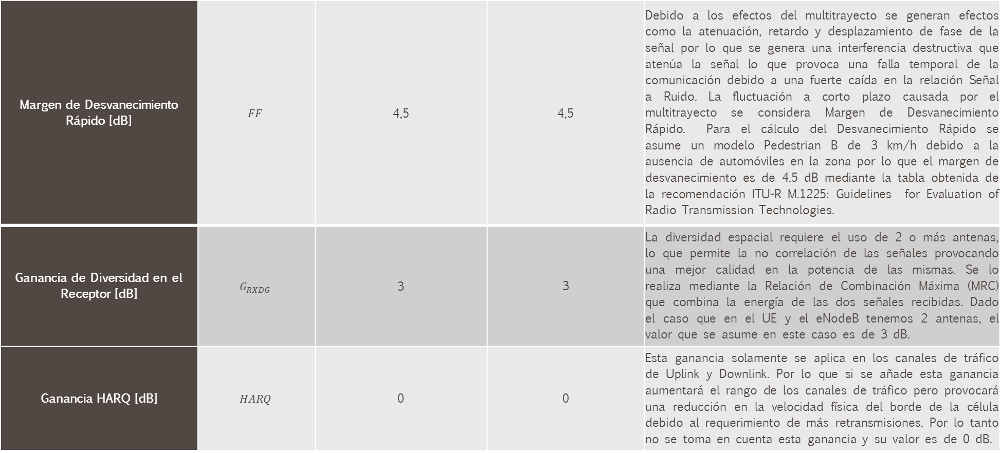 Margen de Desvanecimiento
Rápido [dB]
FF
4,5
4,5
Debido a los efectos del multitrayecto se generan efectos
como la atenuación, retardo y desplazamiento de fase de la
señal por lo que se genera una interferencia destructiva que
atenúa la señal lo que provoca una falla temporal de la
comunicación debido a una fuerte caída en la relación Señal
a Ruido. La fluctuación a corto plazo causada por el
multitrayecto se considera Margen de Desvanecimiento
Rápido. Para el cálculo del Desvanecimiento Rápido se
asume un modelo Pedestrian B de 3 km/h debido a la
ausencia de automóviles en la zona por lo que el margen de
desvanecimiento es de 4.5 dB mediante la tabla obtenida de
la recomendación ITU-R M.1225: Guidelines for Evaluation of
Radio Transmission Technologies.
Ganancia de Diversidad en el
Receptor [dB]
G_RXDG
3
3
La diversidad espacial requiere el uso de 2 o más antenas,
lo que permite la no correlación de las señales provocando
una mejor calidad en la potencia de las mismas. Se lo
realiza mediante la Relación de Combinación Máxima (MRC)
que combina la energía de las dos señales recibidas. Dado
el caso que en el UE y el eNodeB tenemos 2 antenas, el
valor que se asume en este caso es de 3 dB.
Ganancia HARQ [dB]
HARQ
0
0
Esta ganancia solamente se aplica en los canales de tráfico
de Uplink y Downlink. Por lo que si se añade esta ganancia
aumentará el rango de los canales de tráfico pero provocará
una reducción en la velocidad física del borde de la célula
debido al requerimiento de más retransmisiones. Por lo tanto
no se toma en cuenta esta ganancia y su valor es de 0 dB.